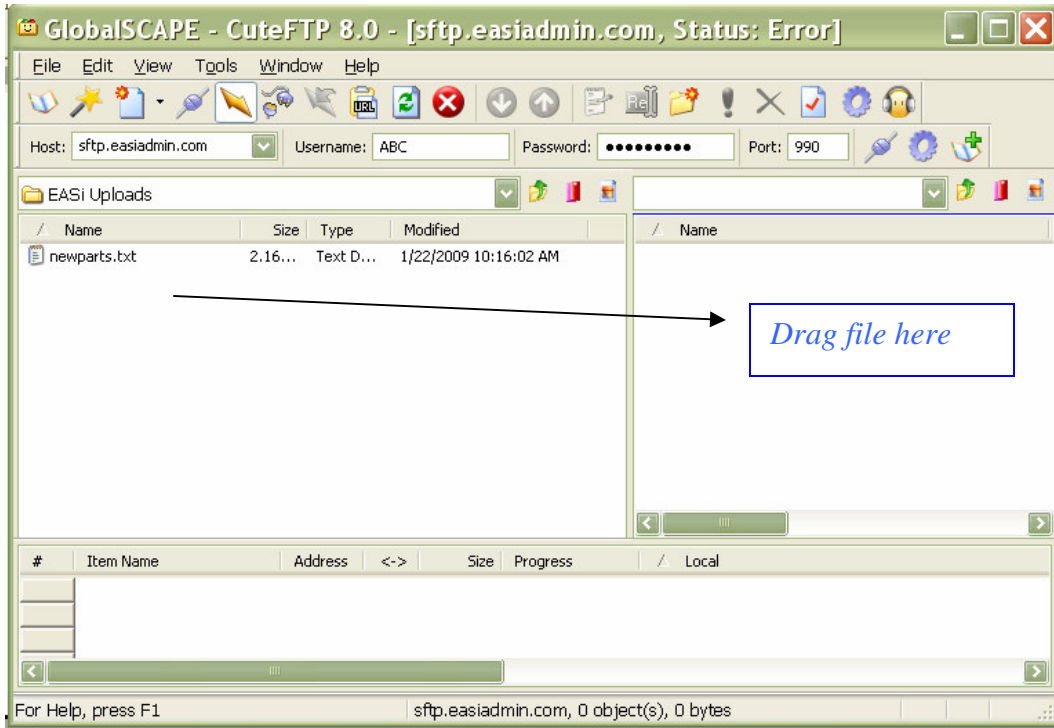 GlobalSCAPE - CuteFTP 8.0 - [sftp.easiadmin.com, Status: Error]
File Edit View Tools Window Help
URL
Host: sftp.easiadmin.com Username: ABC Password: ●●●●●●●●● Port: 990
EASi Uploads
/ Name Size Type Modified / Name
newparts.txt 2.16... Text D... 1/22/2009 10:16:02 AM
Drag file here
# Item Name Address <-> Size Progress / Local
For Help, press F1 sftp.easiadmin.com, 0 object(s), 0 bytes